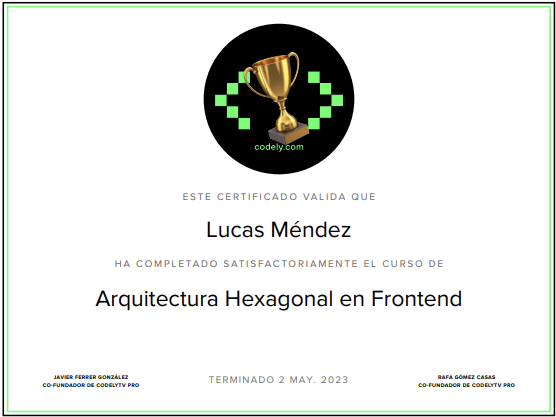 codely.com
ESTE CERTIFICADO VALIDA QUE
Lucas Méndez
HA COMPLETADO SATISFACTORIAMENTE EL CURSO DE
Arquitectura Hexagonal en Frontend
JAVIER FERRER GONZÁLEZ
CO-FUNDADOR DE CODELYTV PRO
TERMINADO 2 MAY. 2023
RAFA GÓMEZ CASAS
CO-FUNDADOR DE CODELYTV PRO